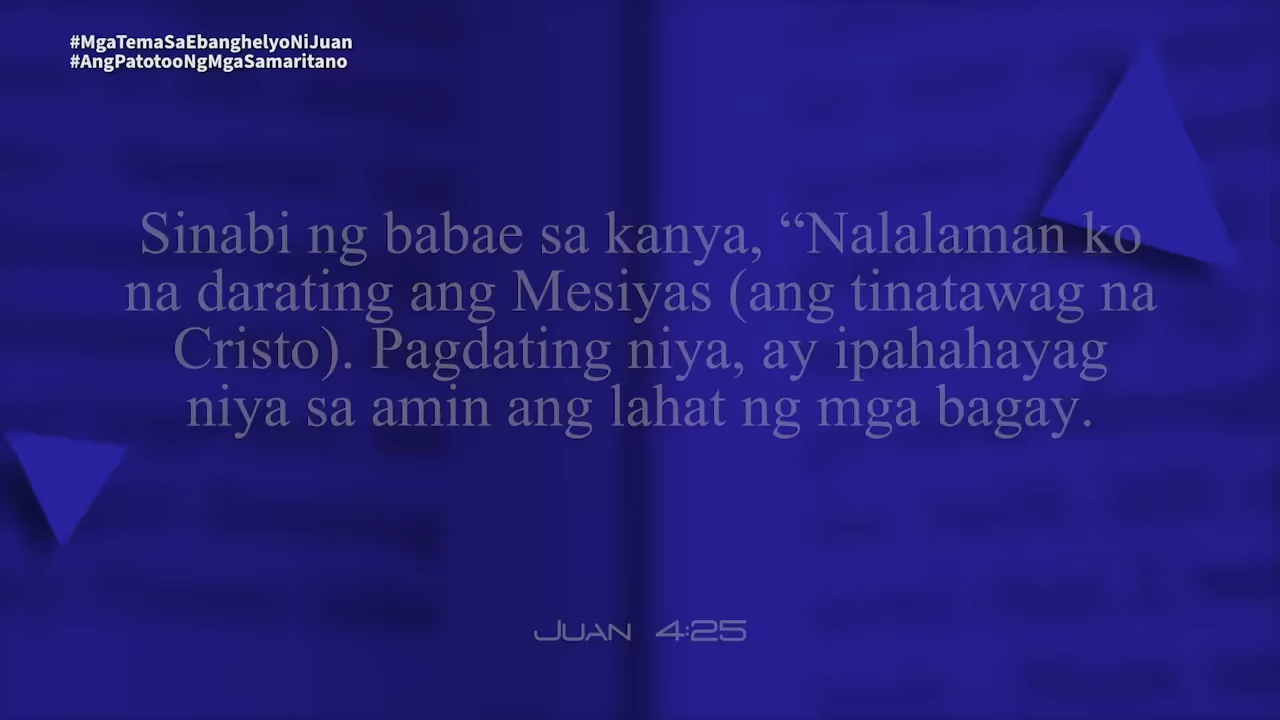 #MgaTemaSaEbanghelyoNiJuan
#AngPatotooNgMgaSamaritano
Sinabi ng babae sa kanya, “Nalalaman ko
na darating ang Mesiyas (ang tinatawag na
Cristo). Pagdating niya, ay ipahahayag
niya sa amin ang lahat ng mga bagay.
Juan 4:25